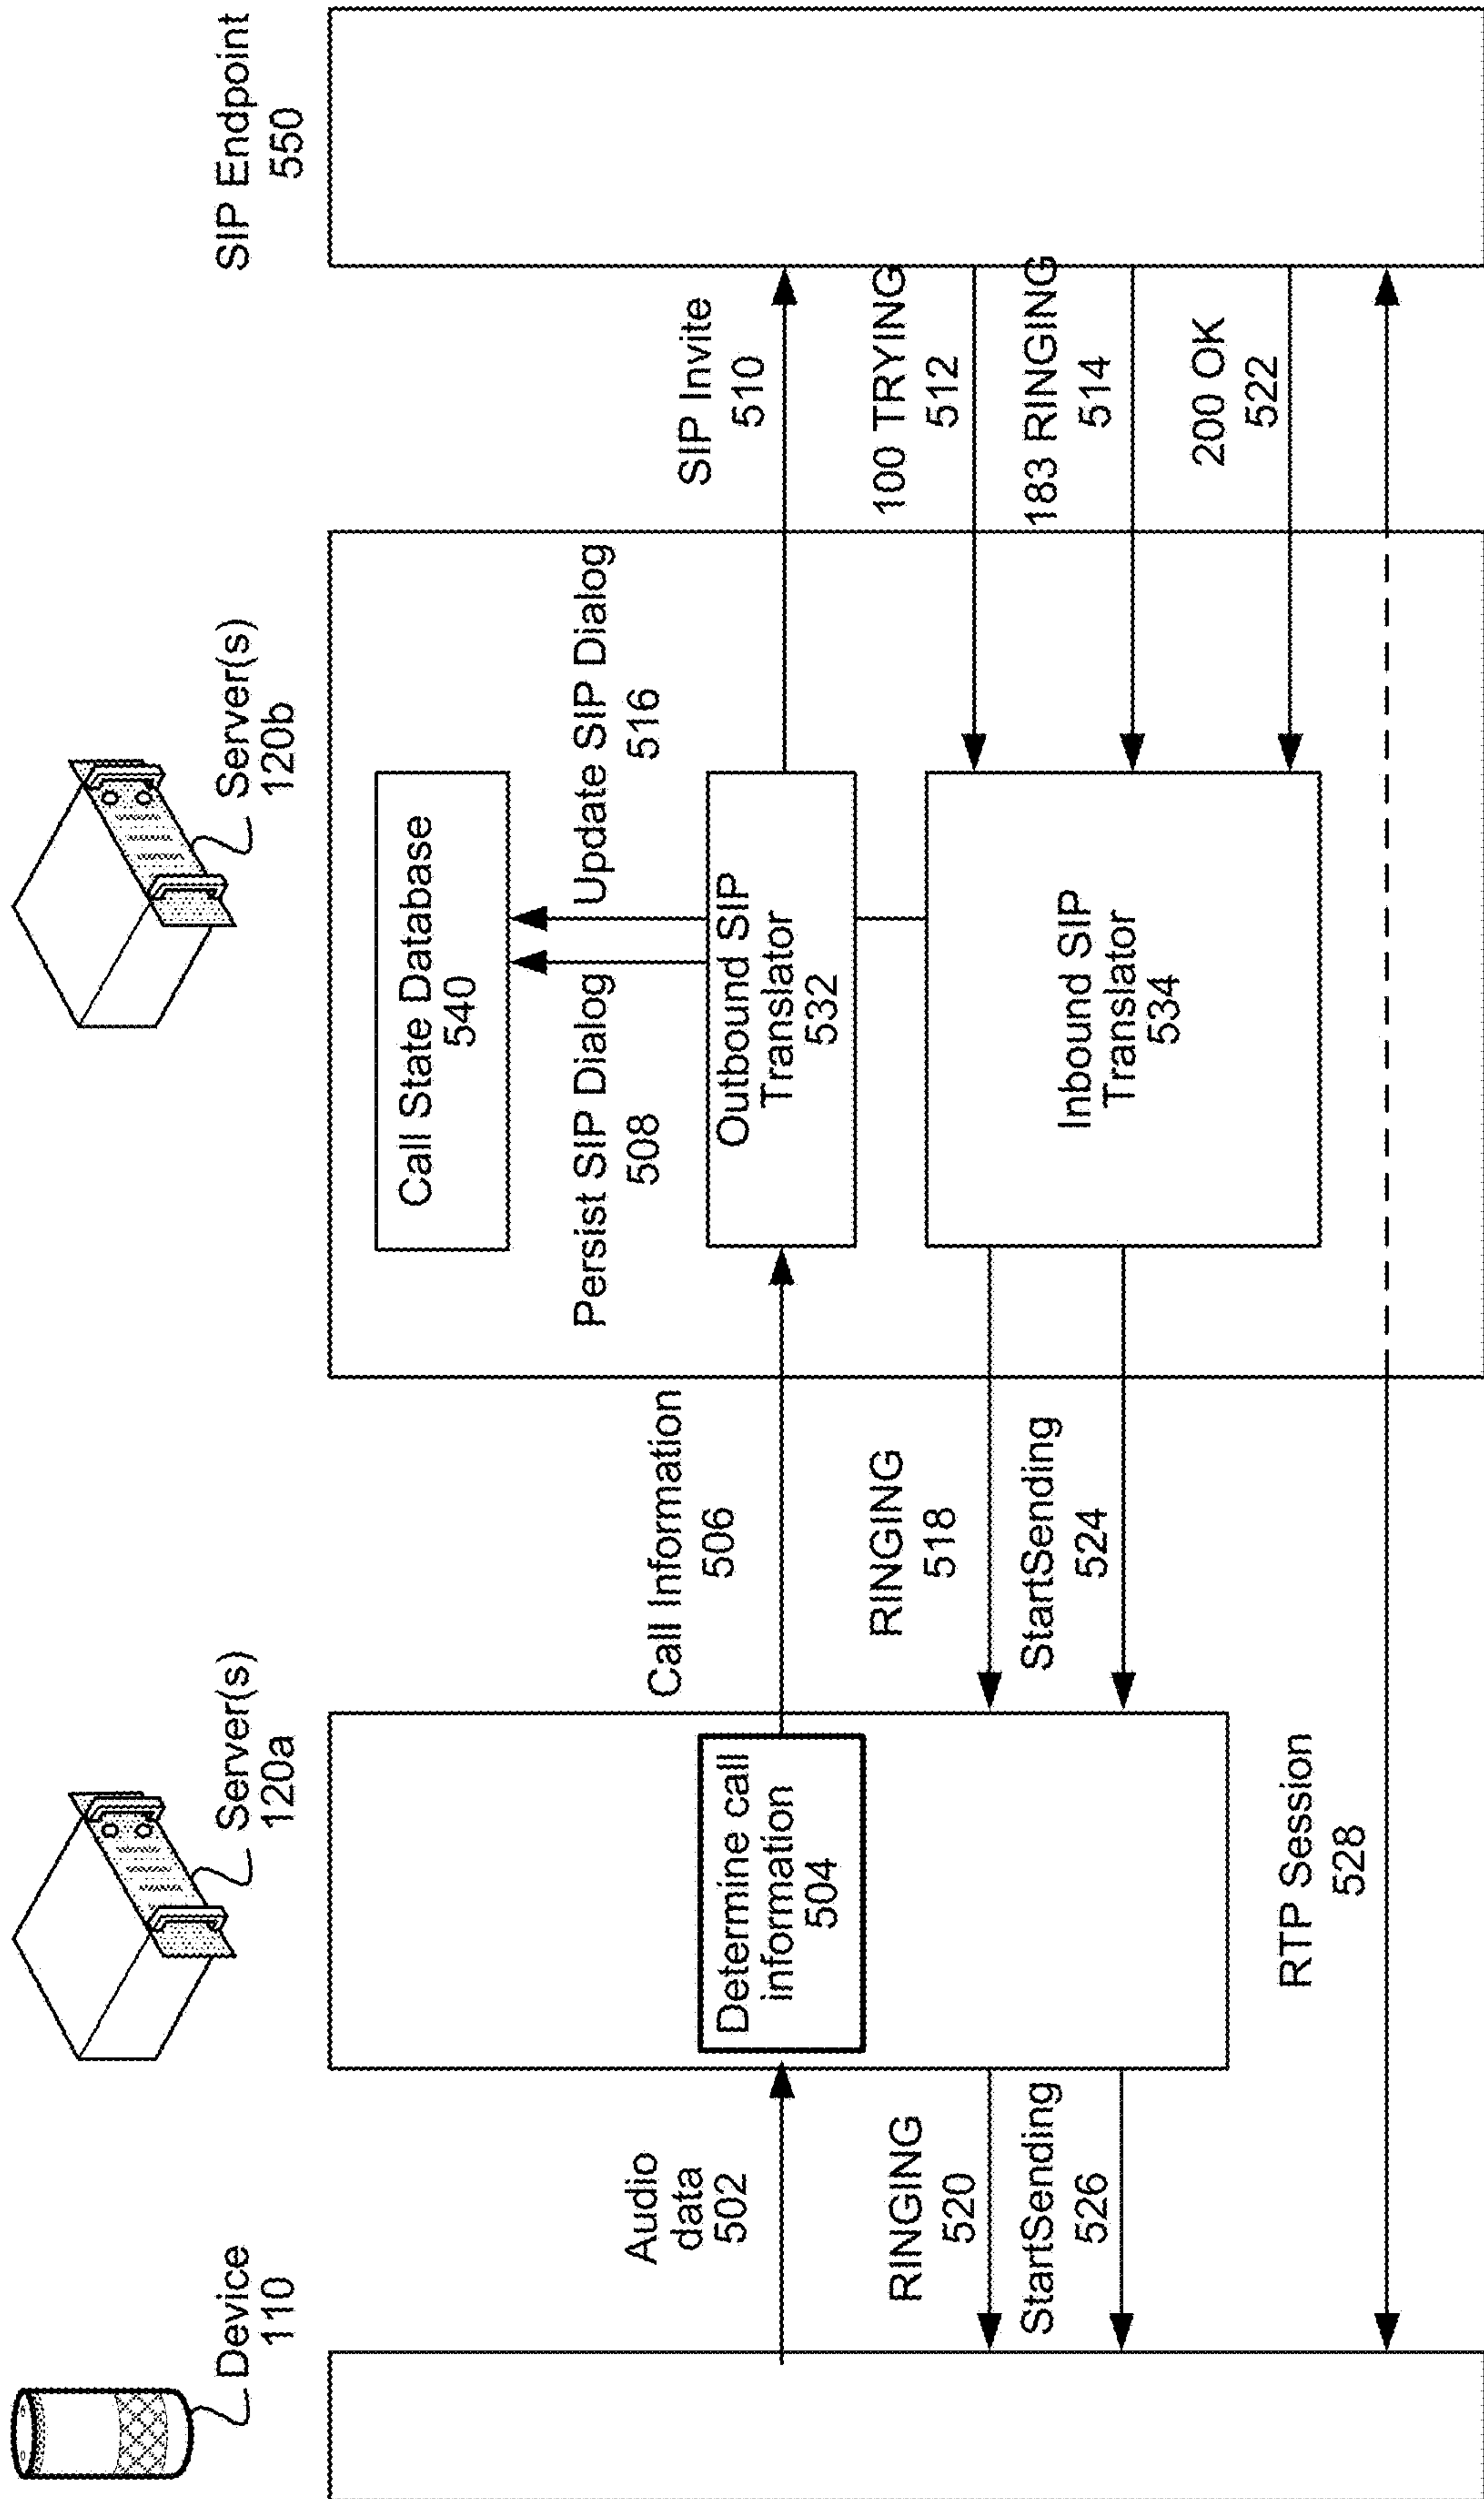 Device
110
Server(s)
120a
Server(s)
120b
SIP Endpoint
550
Audio
data
502
Determine call
information
504
Call Information
506
Call State Database
540
Persist SIP Dialog
508
Update SIP Dialog
516
Outbound SIP
Translator
532
SIP Invite
510
RINGING
520
RINGING
518
Inbound SIP
Translator
534
100 TRYING
512
StartSending
526
StartSending
524
183 RINGING
514
200 OK
522
RTP Session
528